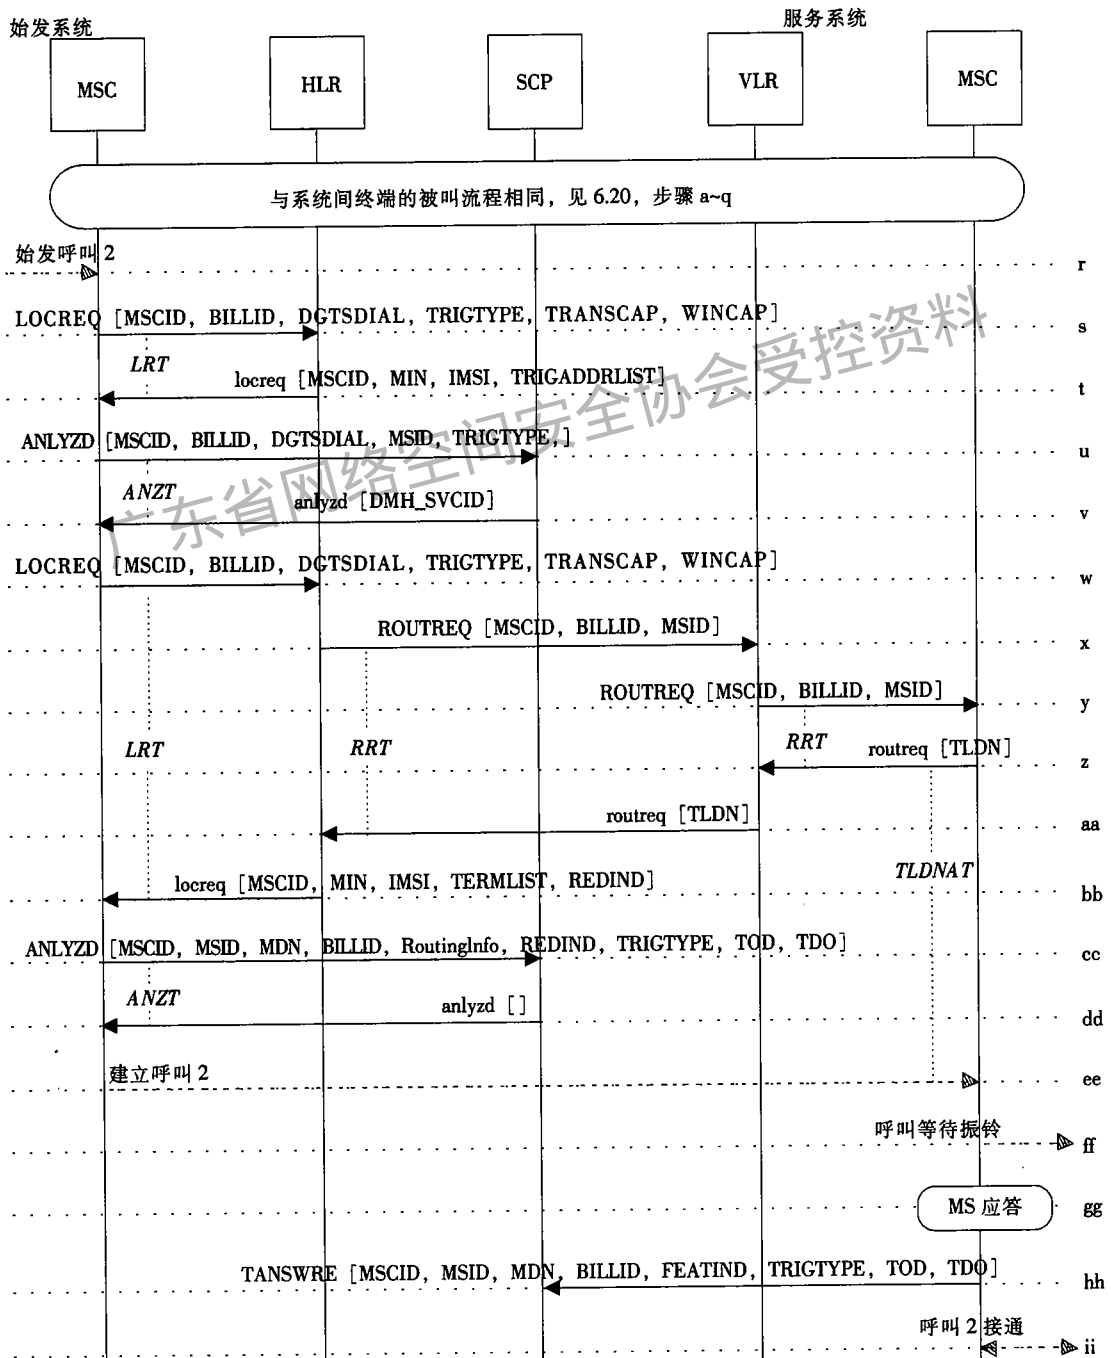 始发系统
服务系统
MSC
HLR
SCP
VLR
MSC
与系统间终端的被叫流程相同，见 6.20，步骤 a~q
始发呼叫 2
r
LOCREQ [MSCID, BILLID, DGTSDIAL, TRIGTYPE, TRANSCAP, WINCAP]
s
LRT
locreq [MSCID, MIN, IMSI, TRIGADDRLIST]
t
ANLYZD [MSCID, BILLID, DGTSDIAL, MSID, TRIGTYPE,]
u
ANZT
anlyzd [DMH_SVCID]
v
LOCREQ [MSCID, BILLID, DGTSDIAL, TRIGTYPE, TRANSCAP, WINCAP]
w
ROUTREQ [MSCID, BILLID, MSID]
x
ROUTREQ [MSCID, BILLID, MSID]
y
LRT
RRT
RRT
routreq [TLDN]
z
routreq [TLDN]
aa
TLDNAT
locreq [MSCID, MIN, IMSI, TERMLIST, REDIND]
bb
ANLYZD [MSCID, MSID, MDN, BILLID, RoutingInfo, REDIND, TRIGTYPE, TOD, TDO]
cc
ANZT
anlyzd []
dd
建立呼叫 2
ee
呼叫等待振铃
ff
MS 应答
gg
TANSWRE [MSCID, MSID, MDN, BILLID, FEATIND, TRIGTYPE, TOD, TDO]
hh
呼叫 2 接通
ii
广东省网络空间安全协会受控资料